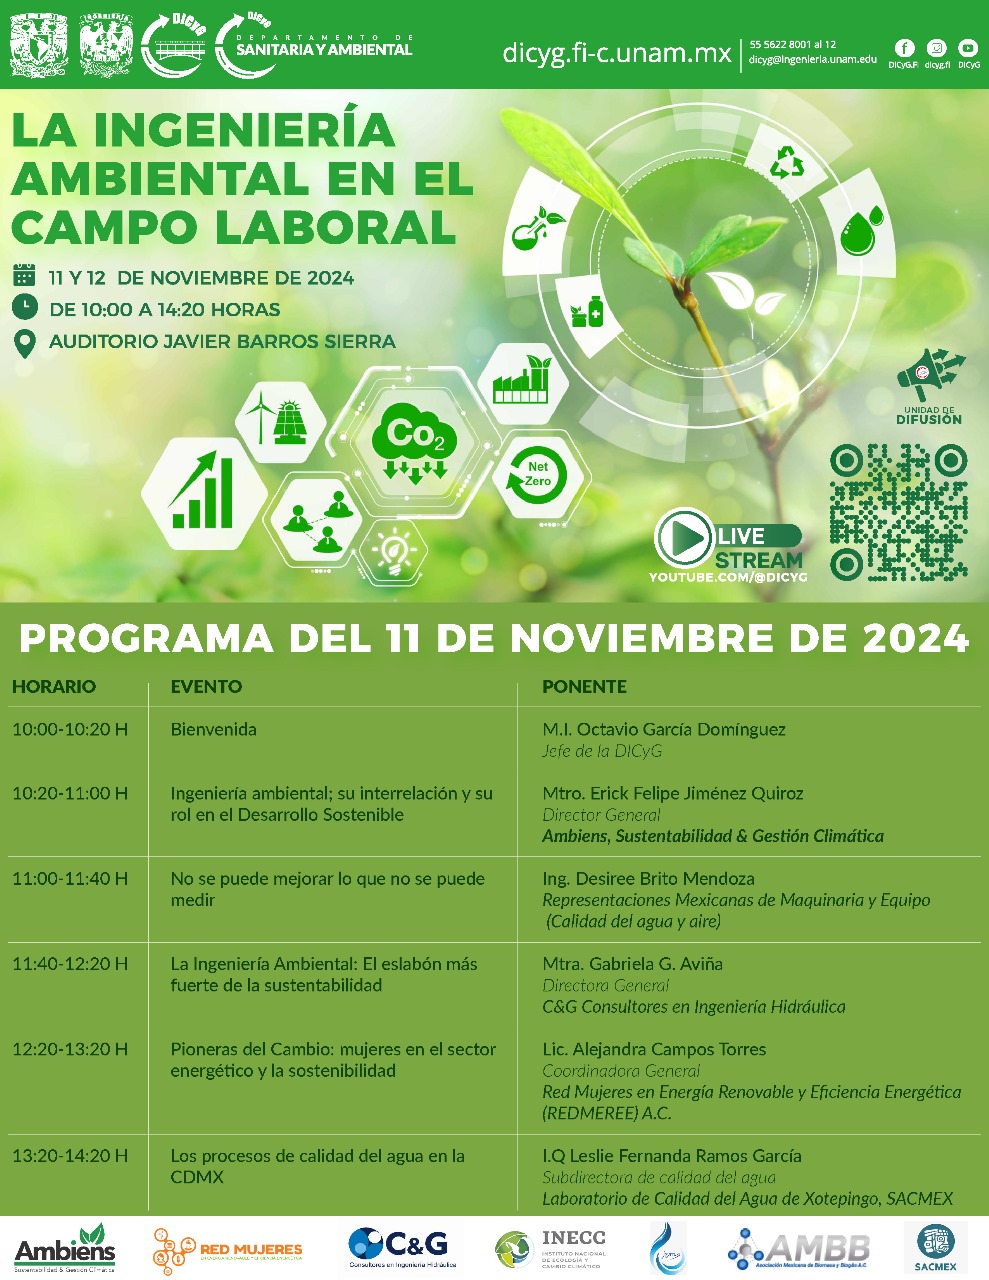 DICyG
DICyG
DEPARTAMENTO DE
SANITARIA Y AMBIENTAL
dicyg.fi-c.unam.mx
55 5622 8001 al 12
dicyg@ingenieria.unam.edu
DICyG.FI
dicyg.fi
DICyG
LA INGENIERÍA
AMBIENTAL EN EL
CAMPO LABORAL
11 Y 12 DE NOVIEMBRE DE 2024
DE 10:00 A 14:20 HORAS
AUDITORIO JAVIER BARROS SIERRA
Co2
Net
Zero
UNIDAD DE
DIFUSIÓN
LIVE
STREAM
YOUTUBE.COM/@DICYG
PROGRAMA DEL 11 DE NOVIEMBRE DE 2024
HORARIO EVENTO PONENTE
10:00-10:20 H Bienvenida M.I. Octavio García Domínguez
Jefe de la DICyG
10:20-11:00 H Ingeniería ambiental; su interrelación y su Mtro. Erick Felipe Jiménez Quiroz
rol en el Desarrollo Sostenible Director General
Ambiens, Sustentabilidad & Gestión Climática
11:00-11:40 H No se puede mejorar lo que no se puede Ing. Desiree Brito Mendoza
medir Representaciones Mexicanas de Maquinaria y Equipo
(Calidad del agua y aire)
11:40-12:20 H La Ingeniería Ambiental: El eslabón más Mtra. Gabriela G. Aviña
fuerte de la sustentabilidad Directora General
C&G Consultores en Ingeniería Hidráulica
12:20-13:20 H Pioneras del Cambio: mujeres en el sector Lic. Alejandra Campos Torres
energético y la sostenibilidad Coordinadora General
Red Mujeres en Energía Renovable y Eficiencia Energética
(REDMEREE) A.C.
13:20-14:20 H Los procesos de calidad del agua en la I.Q Leslie Fernanda Ramos García
CDMX Subdirectora de calidad del agua
Laboratorio de Calidad del Agua de Xotepingo, SACMEX
Ambiens
Sustentabilidad & Gestión Climática
RED MUJERES
C&G
Consultores en Ingeniería Hidráulica
INECC
INSTITUTO NACIONAL
DE ECOLOGÍA Y
CAMBIO CLIMÁTICO
AMBB
Asociación Mexicana de Biomasa y Biogás A.C.
SACMEX